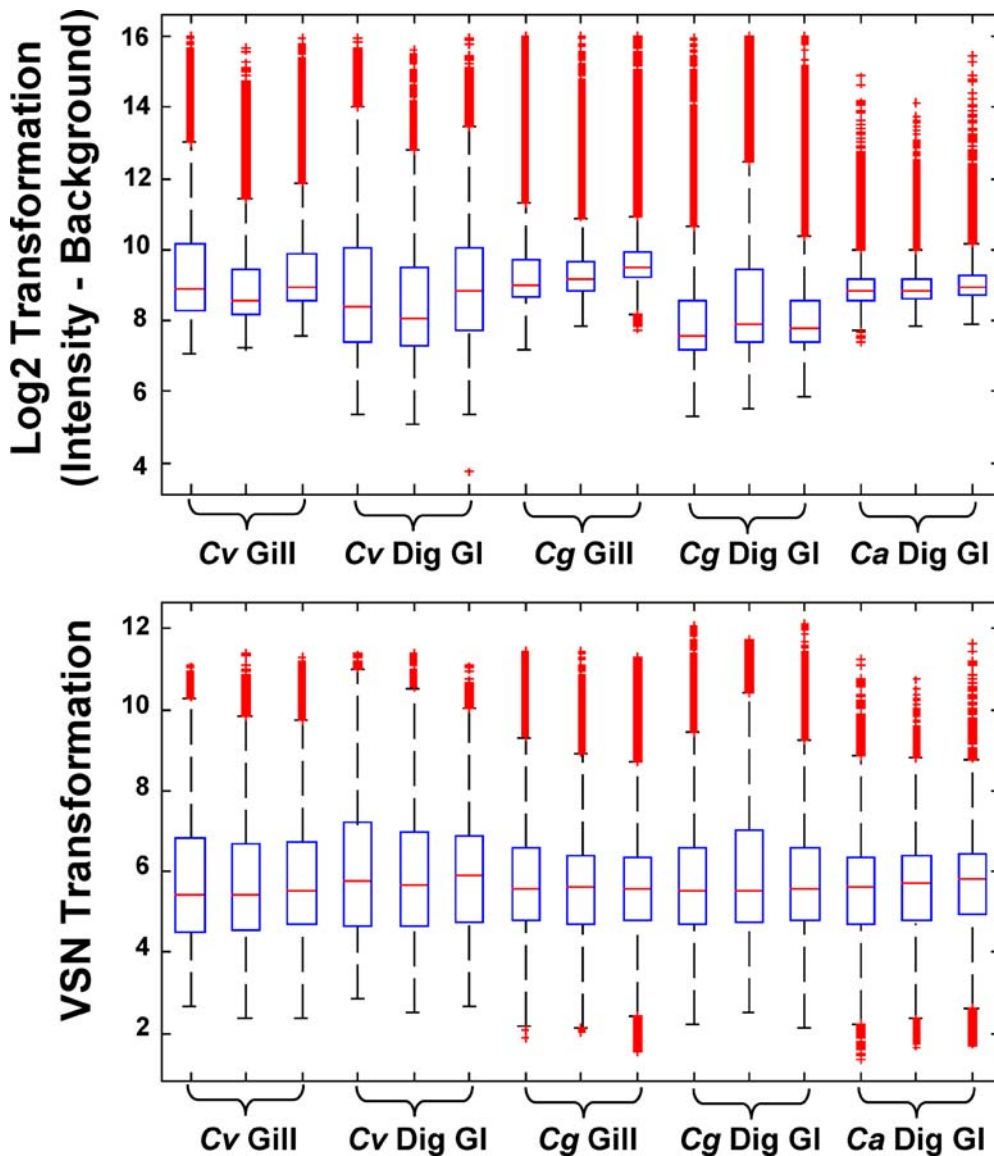 Log2 Transformation
(Intensity - Background)
16
14
12
10
8
6
4
Cv Gill
Cv Dig Gl
Cg Gill
Cg Dig Gl
Ca Dig Gl
VSN Transformation
12
10
8
6
4
2
Cv Gill
Cv Dig Gl
Cg Gill
Cg Dig Gl
Ca Dig Gl